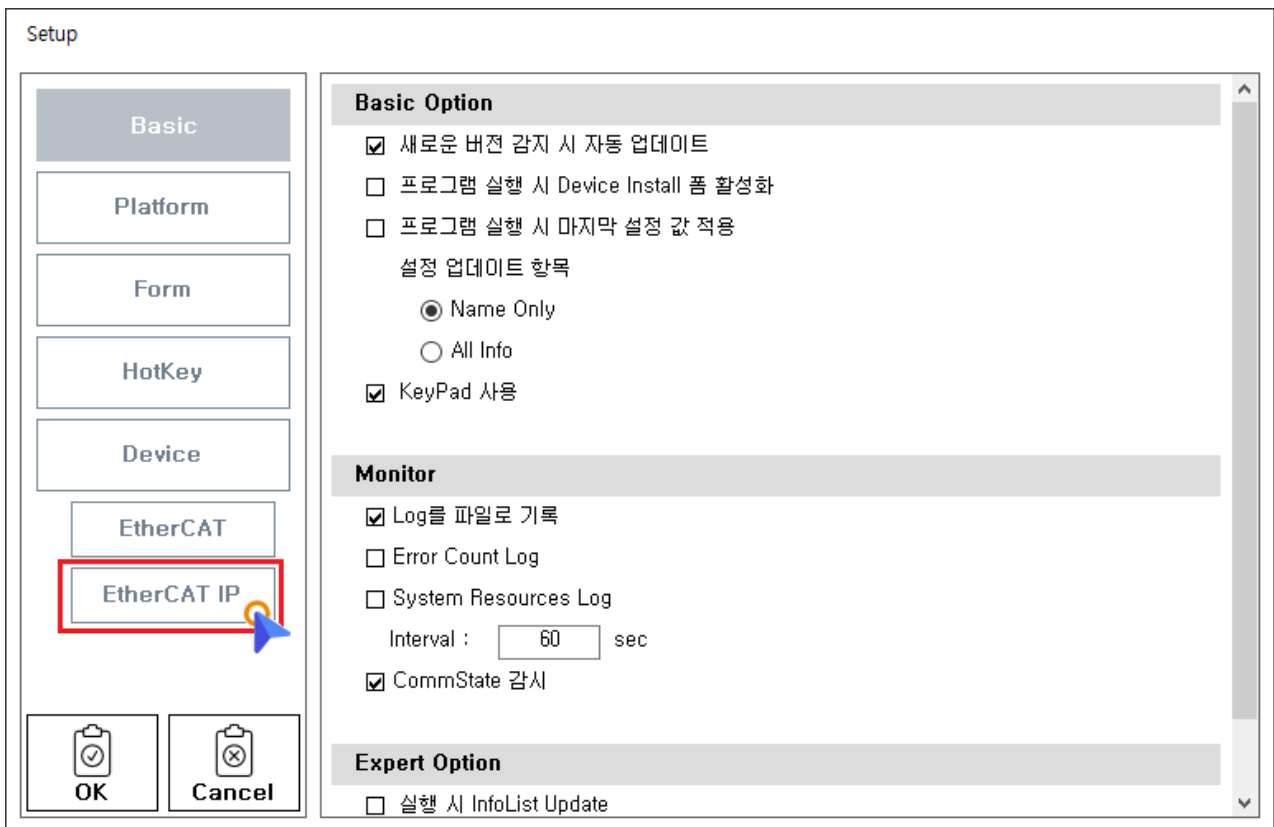 Setup
Basic
Platform
Form
HotKey
Device
EtherCAT
EtherCAT IP
OK
Cancel
Basic Option
새로운 버전 감지 시 자동 업데이트
프로그램 실행 시 Device Install 폼 활성화
프로그램 실행 시 마지막 설정 값 적용
설정 업데이트 항목
Name Only
All Info
KeyPad 사용
Monitor
Log를 파일로 기록
Error Count Log
System Resources Log
Interval : 60 sec
CommState 감시
Expert Option
실행 시 InfoList Update